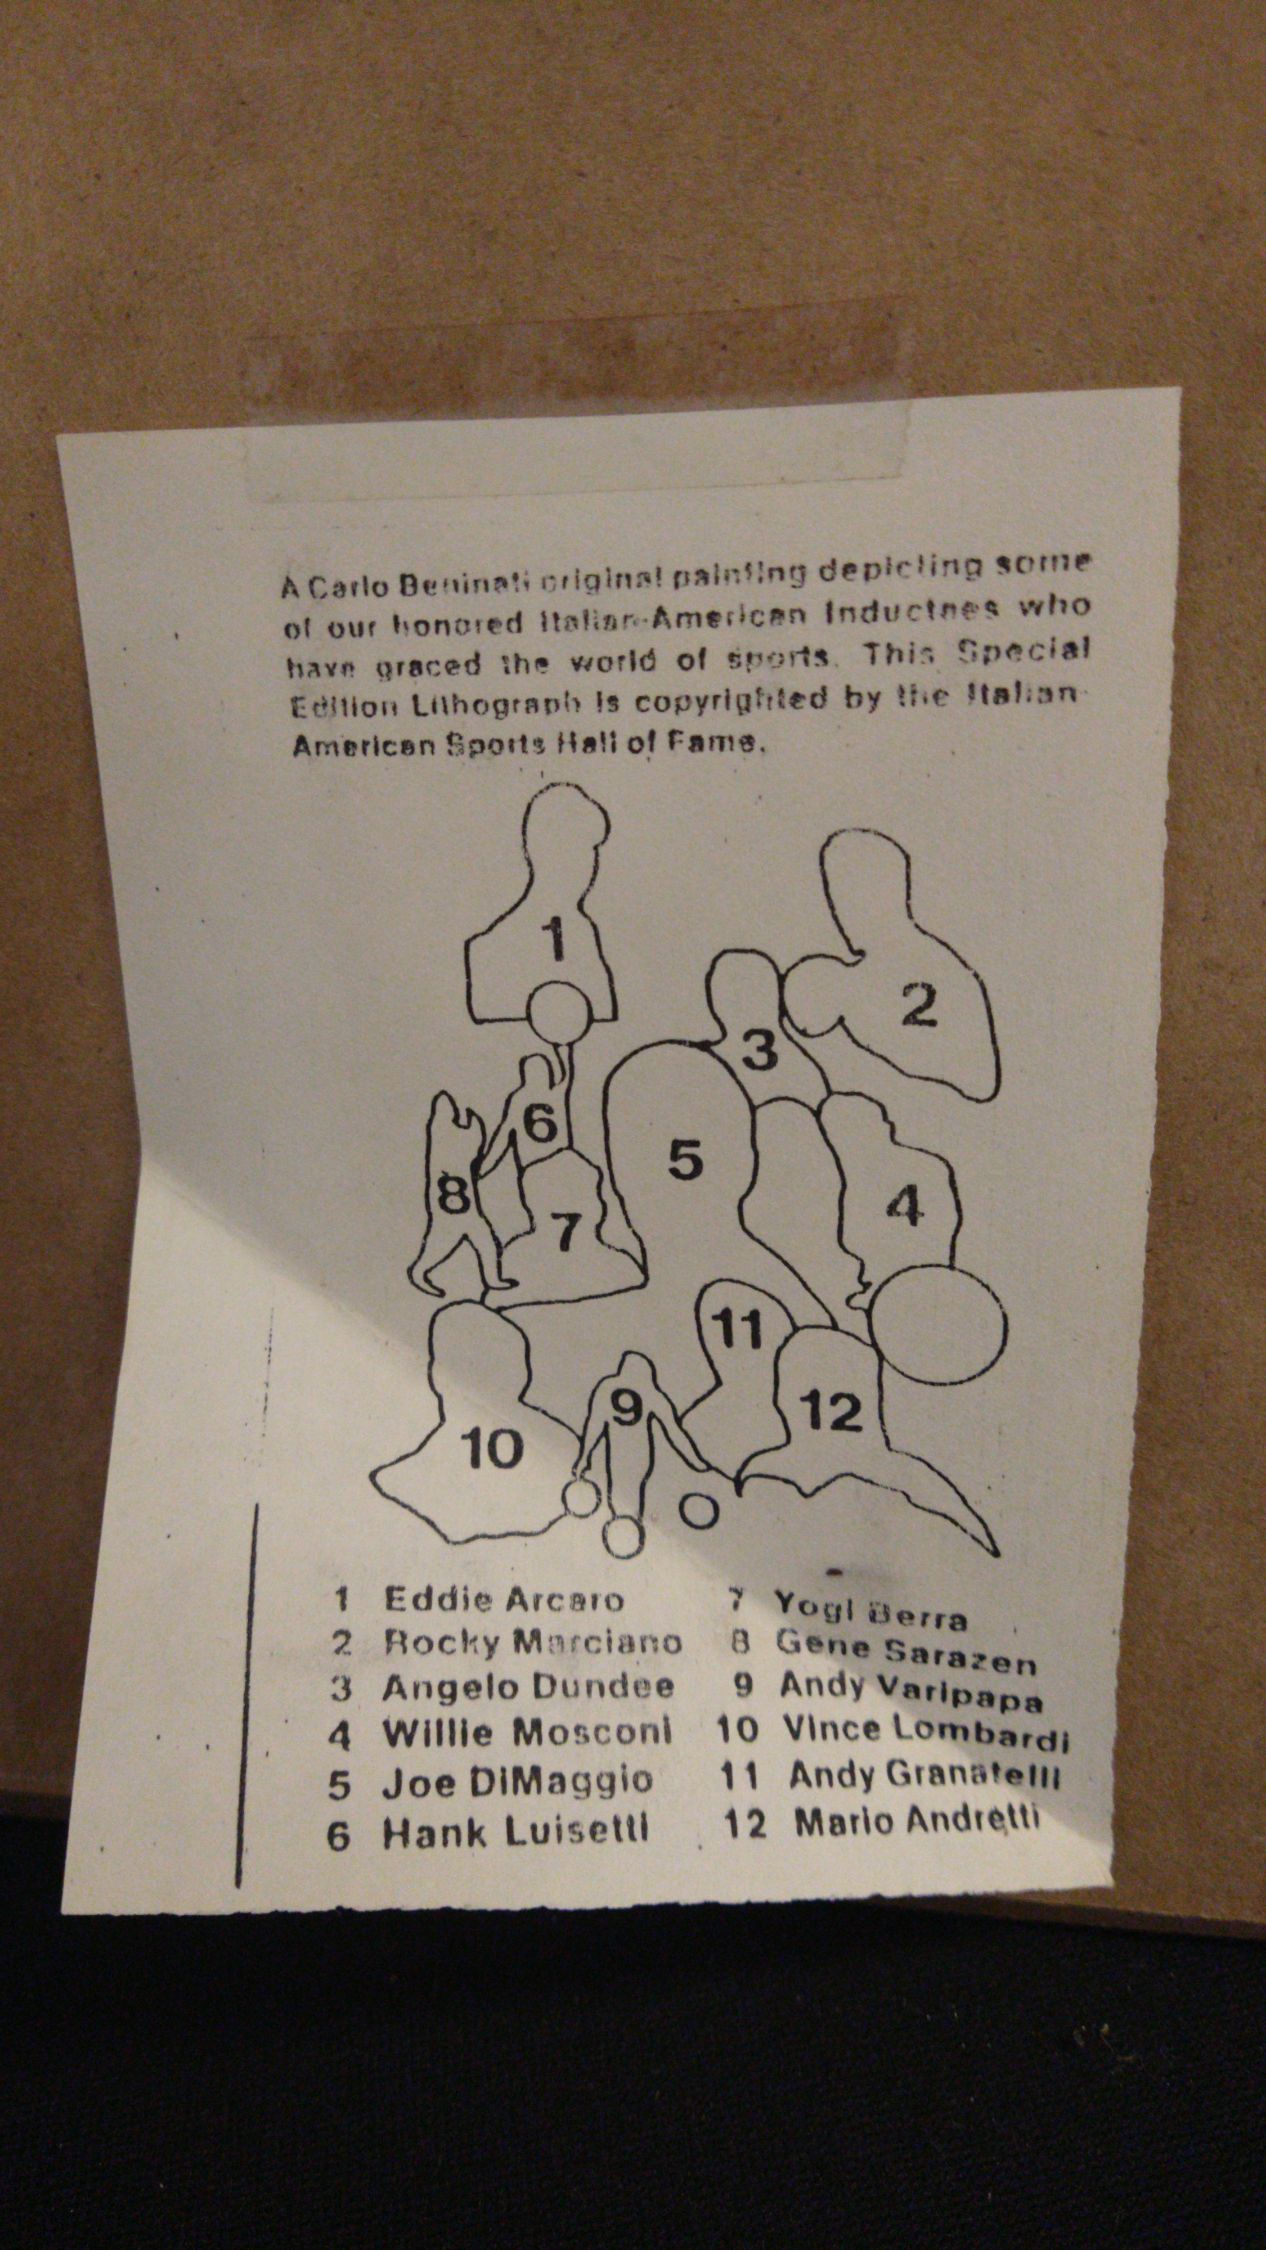 A Carlo Beninati original painting depicting some
of our honored Italian-American Inductees who
have graced the world of sports. This Special
Edition Lithograph is copyrighted by the Italian
American Sports Hall of Fame.
1
2
3
6
5
8
4
7
11
9
12
10
1 Eddie Arcaro
2 Rocky Marciano
3 Angelo Dundee
4 Willie Mosconi
5 Joe DiMaggio
6 Hank Luisetti
7 Yogi Berra
8 Gene Sarazen
9 Andy Varipapa
10 Vince Lombardi
11 Andy Granatelli
12 Mario Andretti